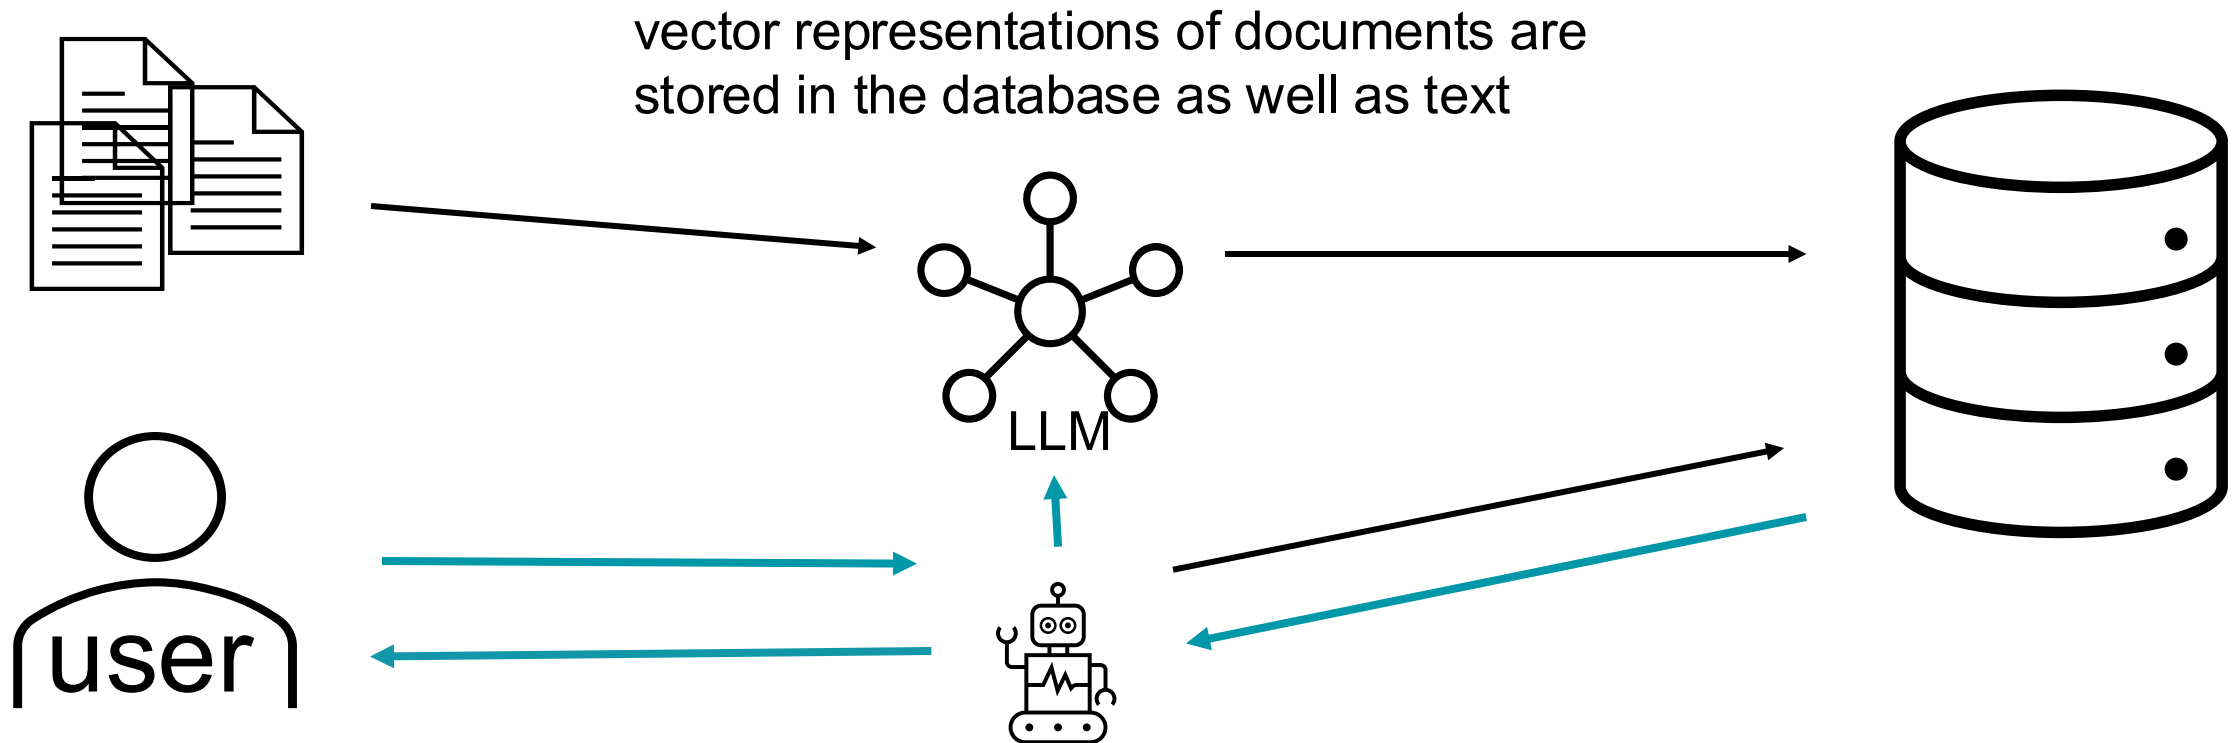 vector representations of documents are
stored in the database as well as text
LLM
user